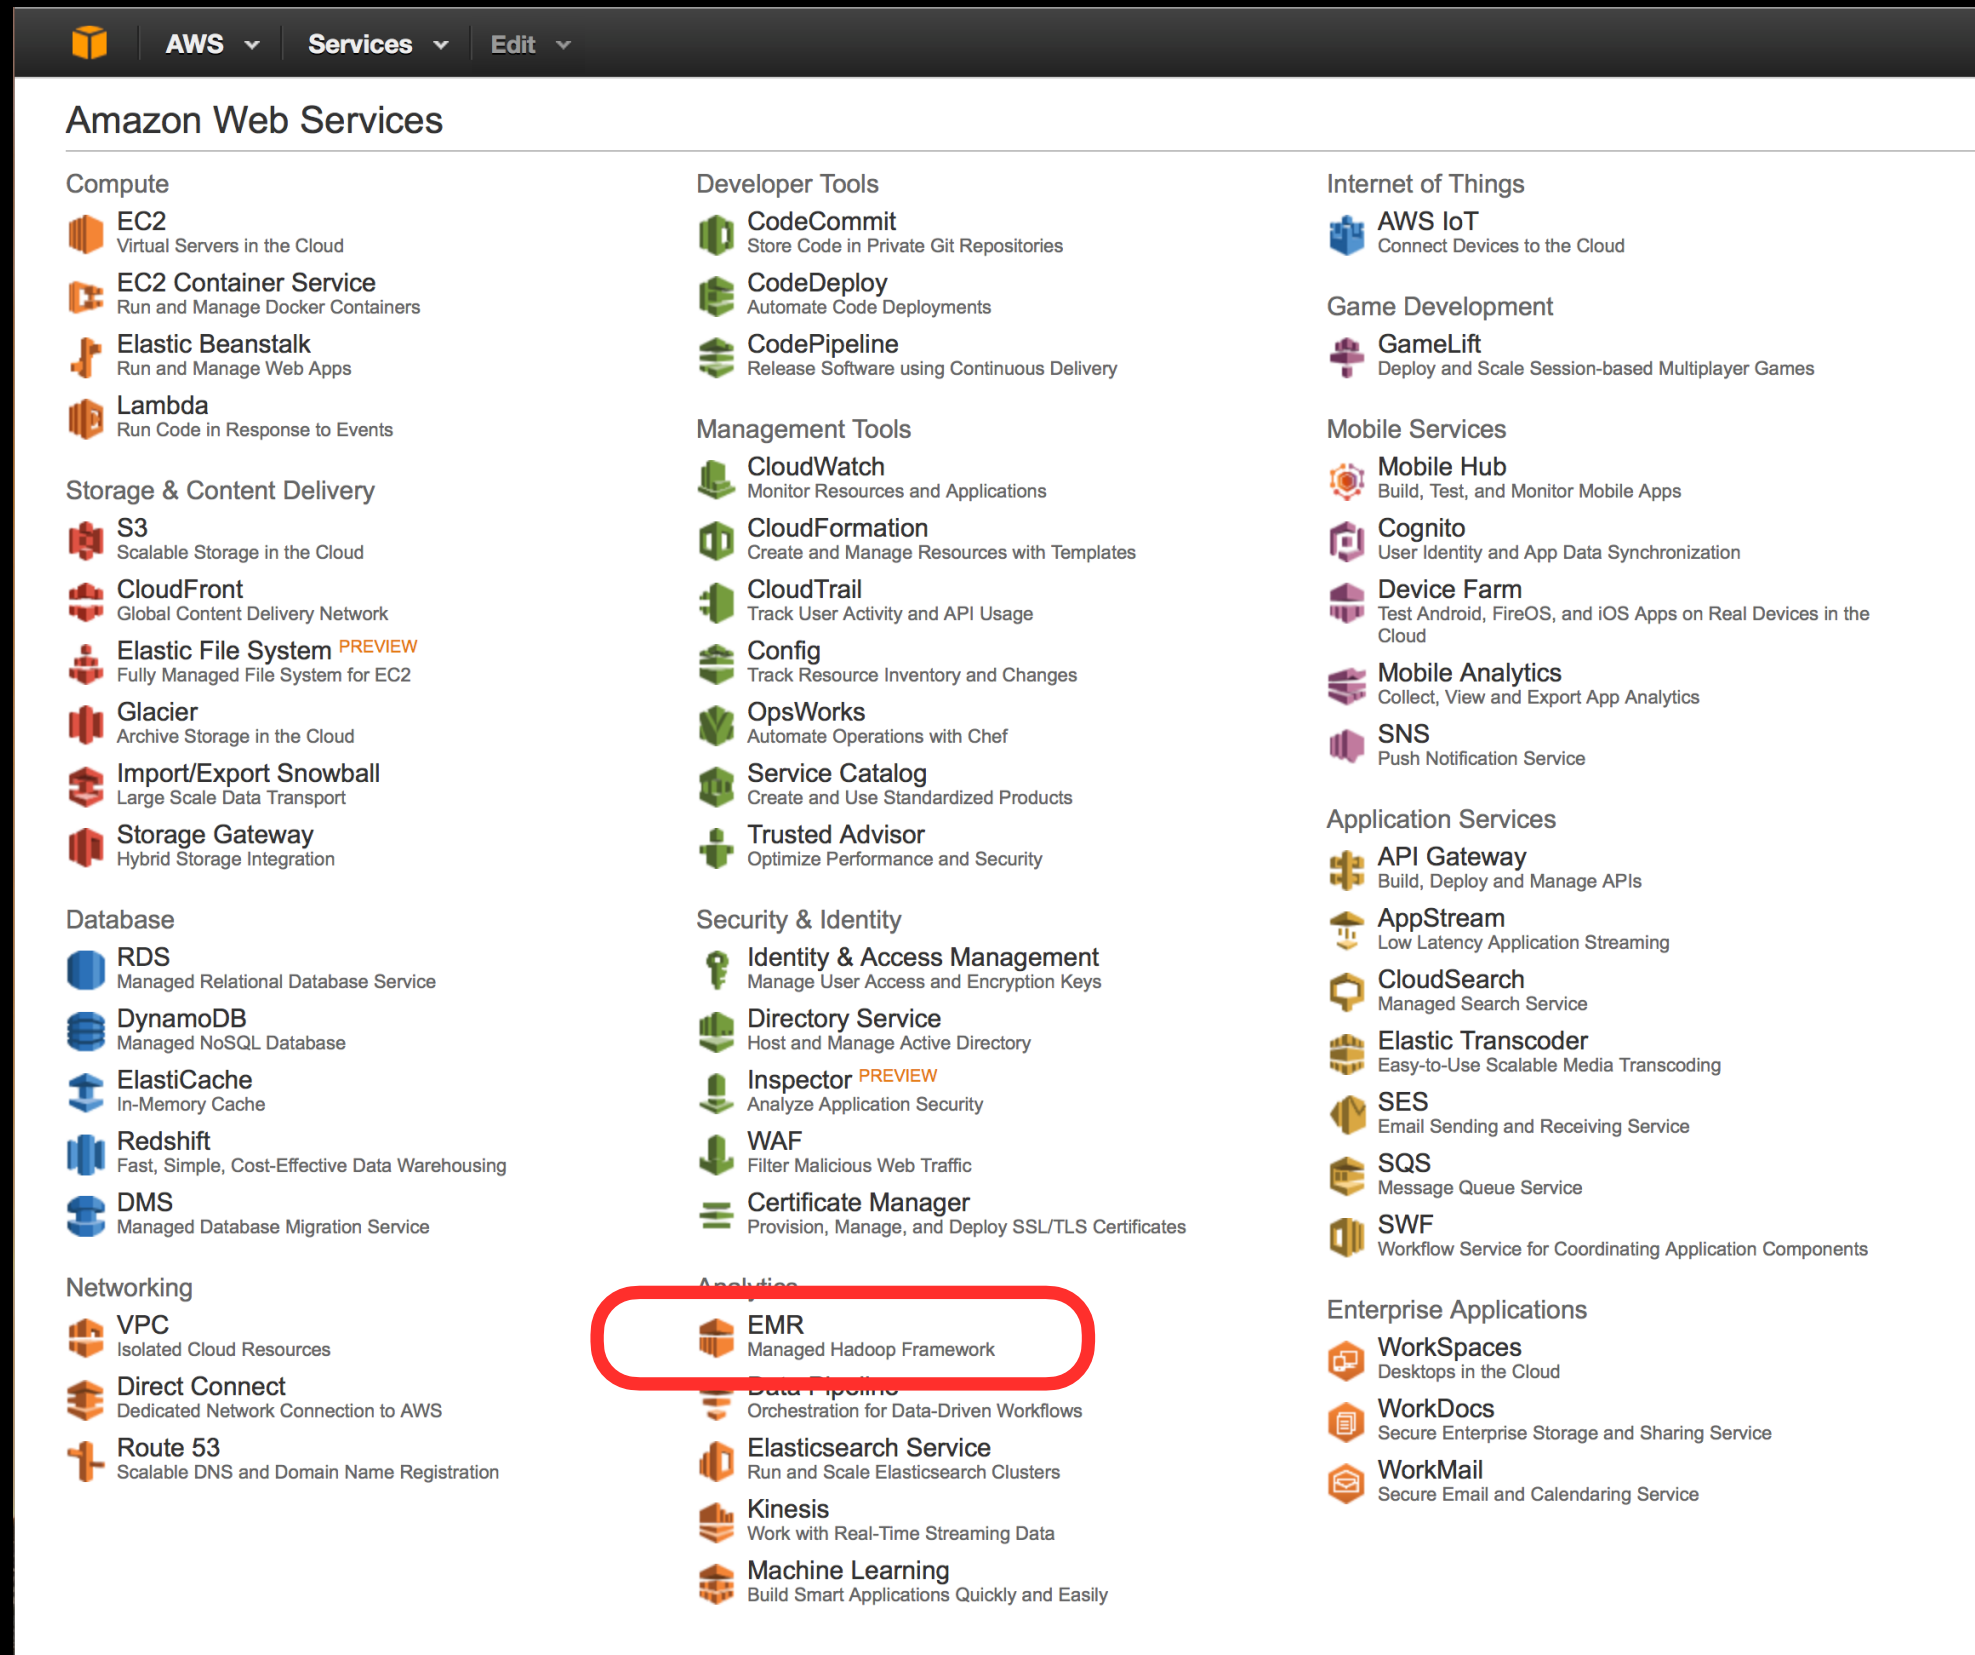 AWS
Services
Edit
Amazon Web Services
Compute
EC2
Virtual Servers in the Cloud
EC2 Container Service
Run and Manage Docker Containers
Elastic Beanstalk
Run and Manage Web Apps
Lambda
Run Code in Response to Events
Storage & Content Delivery
S3
Scalable Storage in the Cloud
CloudFront
Global Content Delivery Network
Elastic File System PREVIEW
Fully Managed File System for EC2
Glacier
Archive Storage in the Cloud
Import/Export Snowball
Large Scale Data Transport
Storage Gateway
Hybrid Storage Integration
Database
RDS
Managed Relational Database Service
DynamoDB
Managed NoSQL Database
ElastiCache
In-Memory Cache
Redshift
Fast, Simple, Cost-Effective Data Warehousing
DMS
Managed Database Migration Service
Networking
VPC
Isolated Cloud Resources
Direct Connect
Dedicated Network Connection to AWS
Route 53
Scalable DNS and Domain Name Registration
Developer Tools
CodeCommit
Store Code in Private Git Repositories
CodeDeploy
Automate Code Deployments
CodePipeline
Release Software using Continuous Delivery
Management Tools
CloudWatch
Monitor Resources and Applications
CloudFormation
Create and Manage Resources with Templates
CloudTrail
Track User Activity and API Usage
Config
Track Resource Inventory and Changes
OpsWorks
Automate Operations with Chef
Service Catalog
Create and Use Standardized Products
Trusted Advisor
Optimize Performance and Security
Security & Identity
Identity & Access Management
Manage User Access and Encryption Keys
Directory Service
Host and Manage Active Directory
Inspector PREVIEW
Analyze Application Security
WAF
Filter Malicious Web Traffic
Certificate Manager
Provision, Manage, and Deploy SSL/TLS Certificates
Analytics
EMR
Managed Hadoop Framework
Data Pipeline
Orchestration for Data-Driven Workflows
Elasticsearch Service
Run and Scale Elasticsearch Clusters
Kinesis
Work with Real-Time Streaming Data
Machine Learning
Build Smart Applications Quickly and Easily
Internet of Things
AWS IoT
Connect Devices to the Cloud
Game Development
GameLift
Deploy and Scale Session-based Multiplayer Games
Mobile Services
Mobile Hub
Build, Test, and Monitor Mobile Apps
Cognito
User Identity and App Data Synchronization
Device Farm
Test Android, FireOS, and iOS Apps on Real Devices in the
Cloud
Mobile Analytics
Collect, View and Export App Analytics
SNS
Push Notification Service
Application Services
API Gateway
Build, Deploy and Manage APIs
AppStream
Low Latency Application Streaming
CloudSearch
Managed Search Service
Elastic Transcoder
Easy-to-Use Scalable Media Transcoding
SES
Email Sending and Receiving Service
SQS
Message Queue Service
SWF
Workflow Service for Coordinating Application Components
Enterprise Applications
WorkSpaces
Desktops in the Cloud
WorkDocs
Secure Enterprise Storage and Sharing Service
WorkMail
Secure Email and Calendaring Service